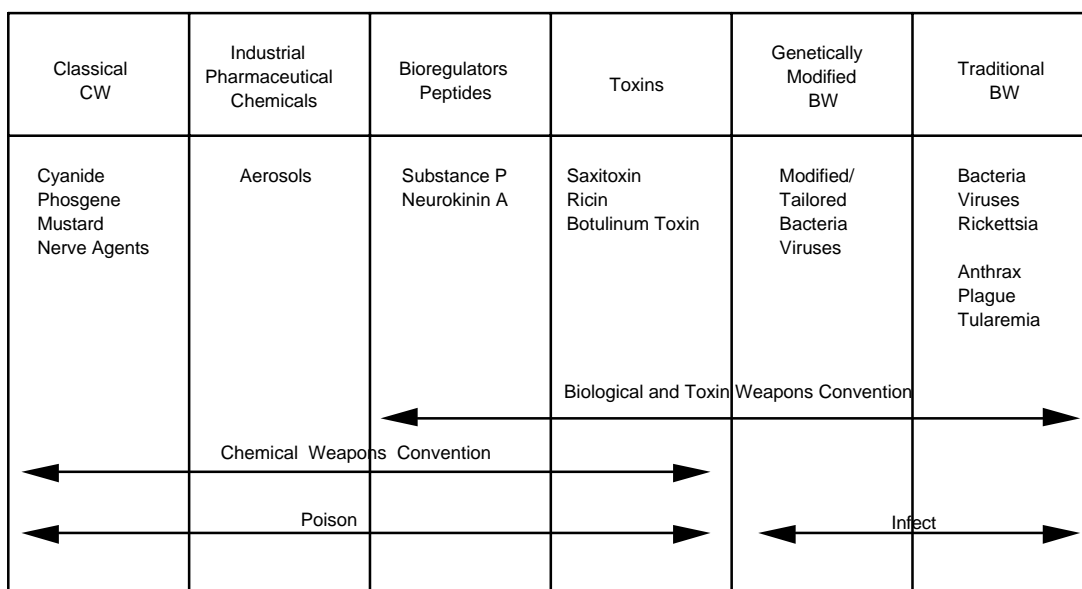 Classical
CW
Industrial
Pharmaceutical
Chemicals
Bioregulators
Peptides
Toxins
Genetically
Modified
BW
Traditional
BW
Cyanide
Phosgene
Mustard
Nerve Agents
Aerosols
Substance P
Neurokinin A
Saxitoxin
Ricin
Botulinum Toxin
Modified/
Tailored
Bacteria
Viruses
Bacteria
Viruses
Rickettsia
Anthrax
Plague
Tularemia
Biological and Toxin Weapons Convention
Chemical Weapons Convention
Poison
Infect